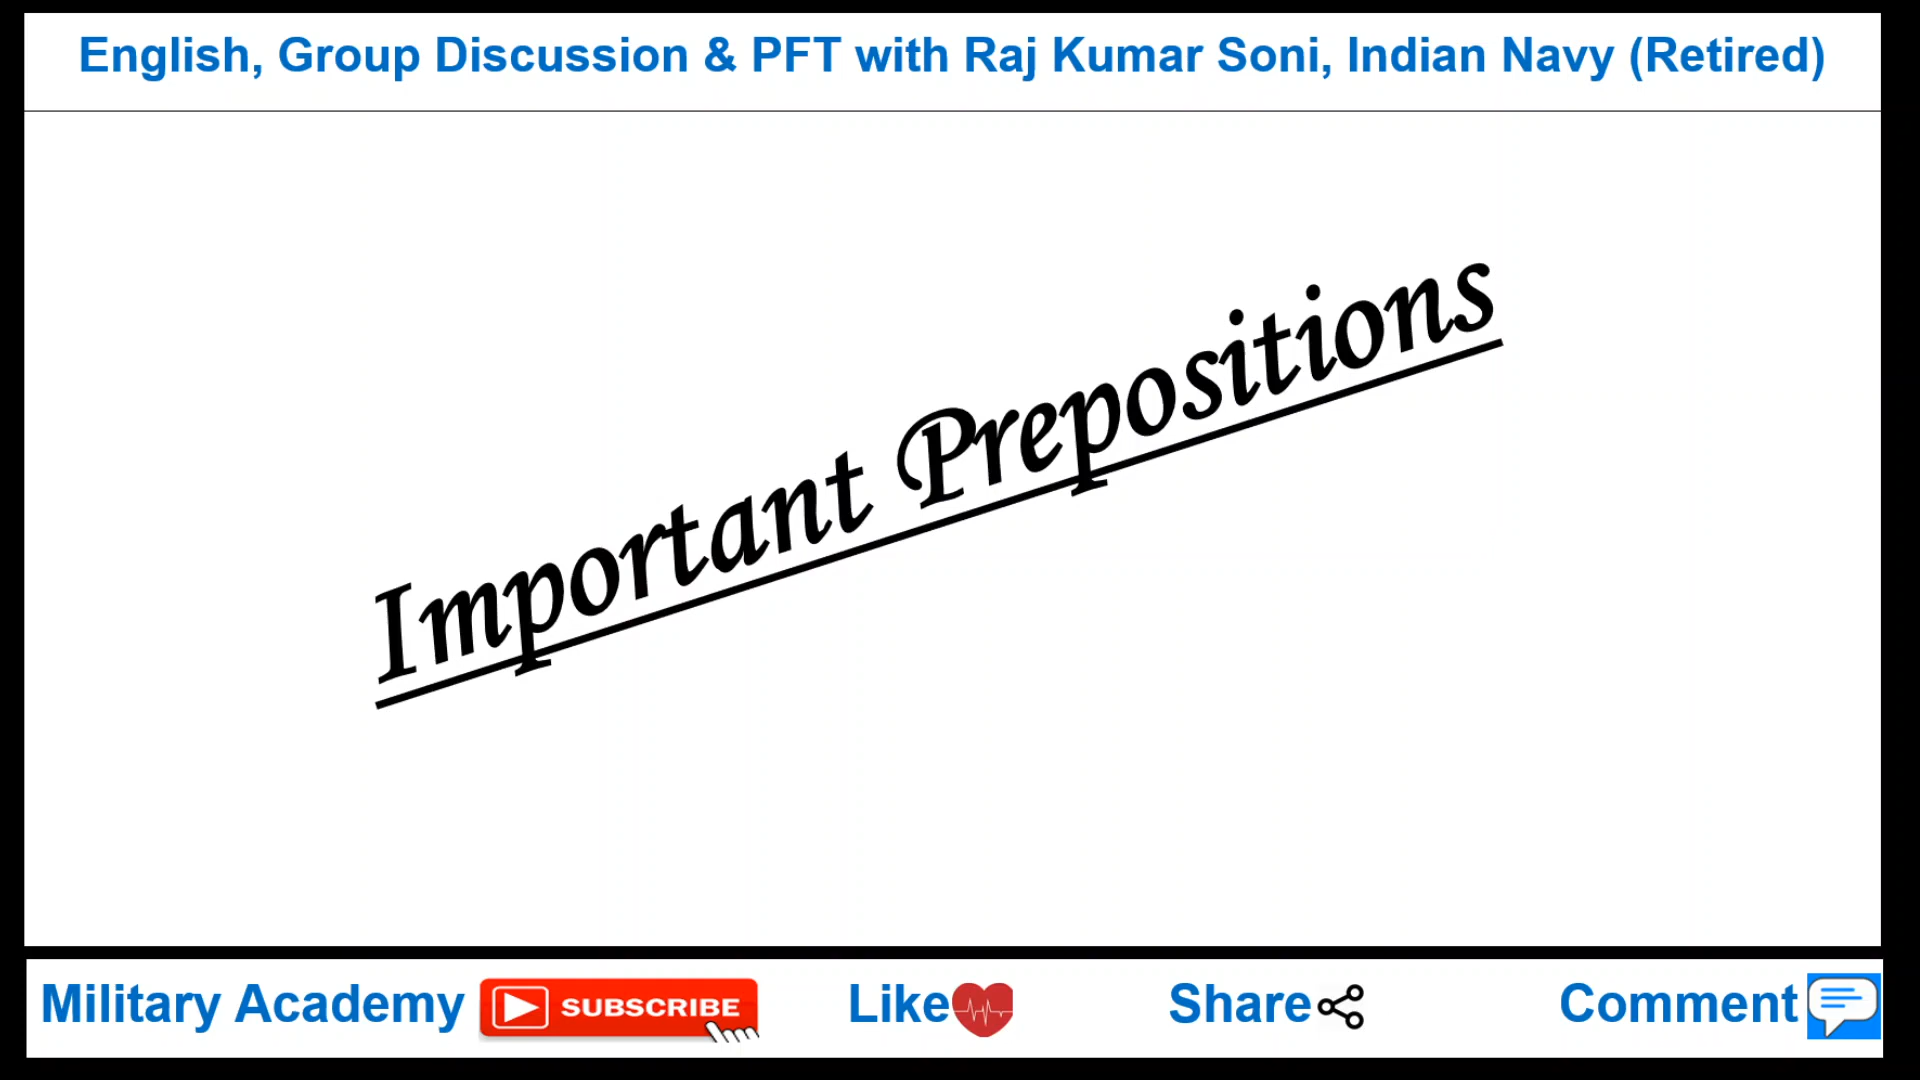 English, Group Discussion & PFT with Raj Kumar Soni, Indian Navy (Retired)
Important Prepositions
Military Academy SUBSCRIBE Like Share Comment